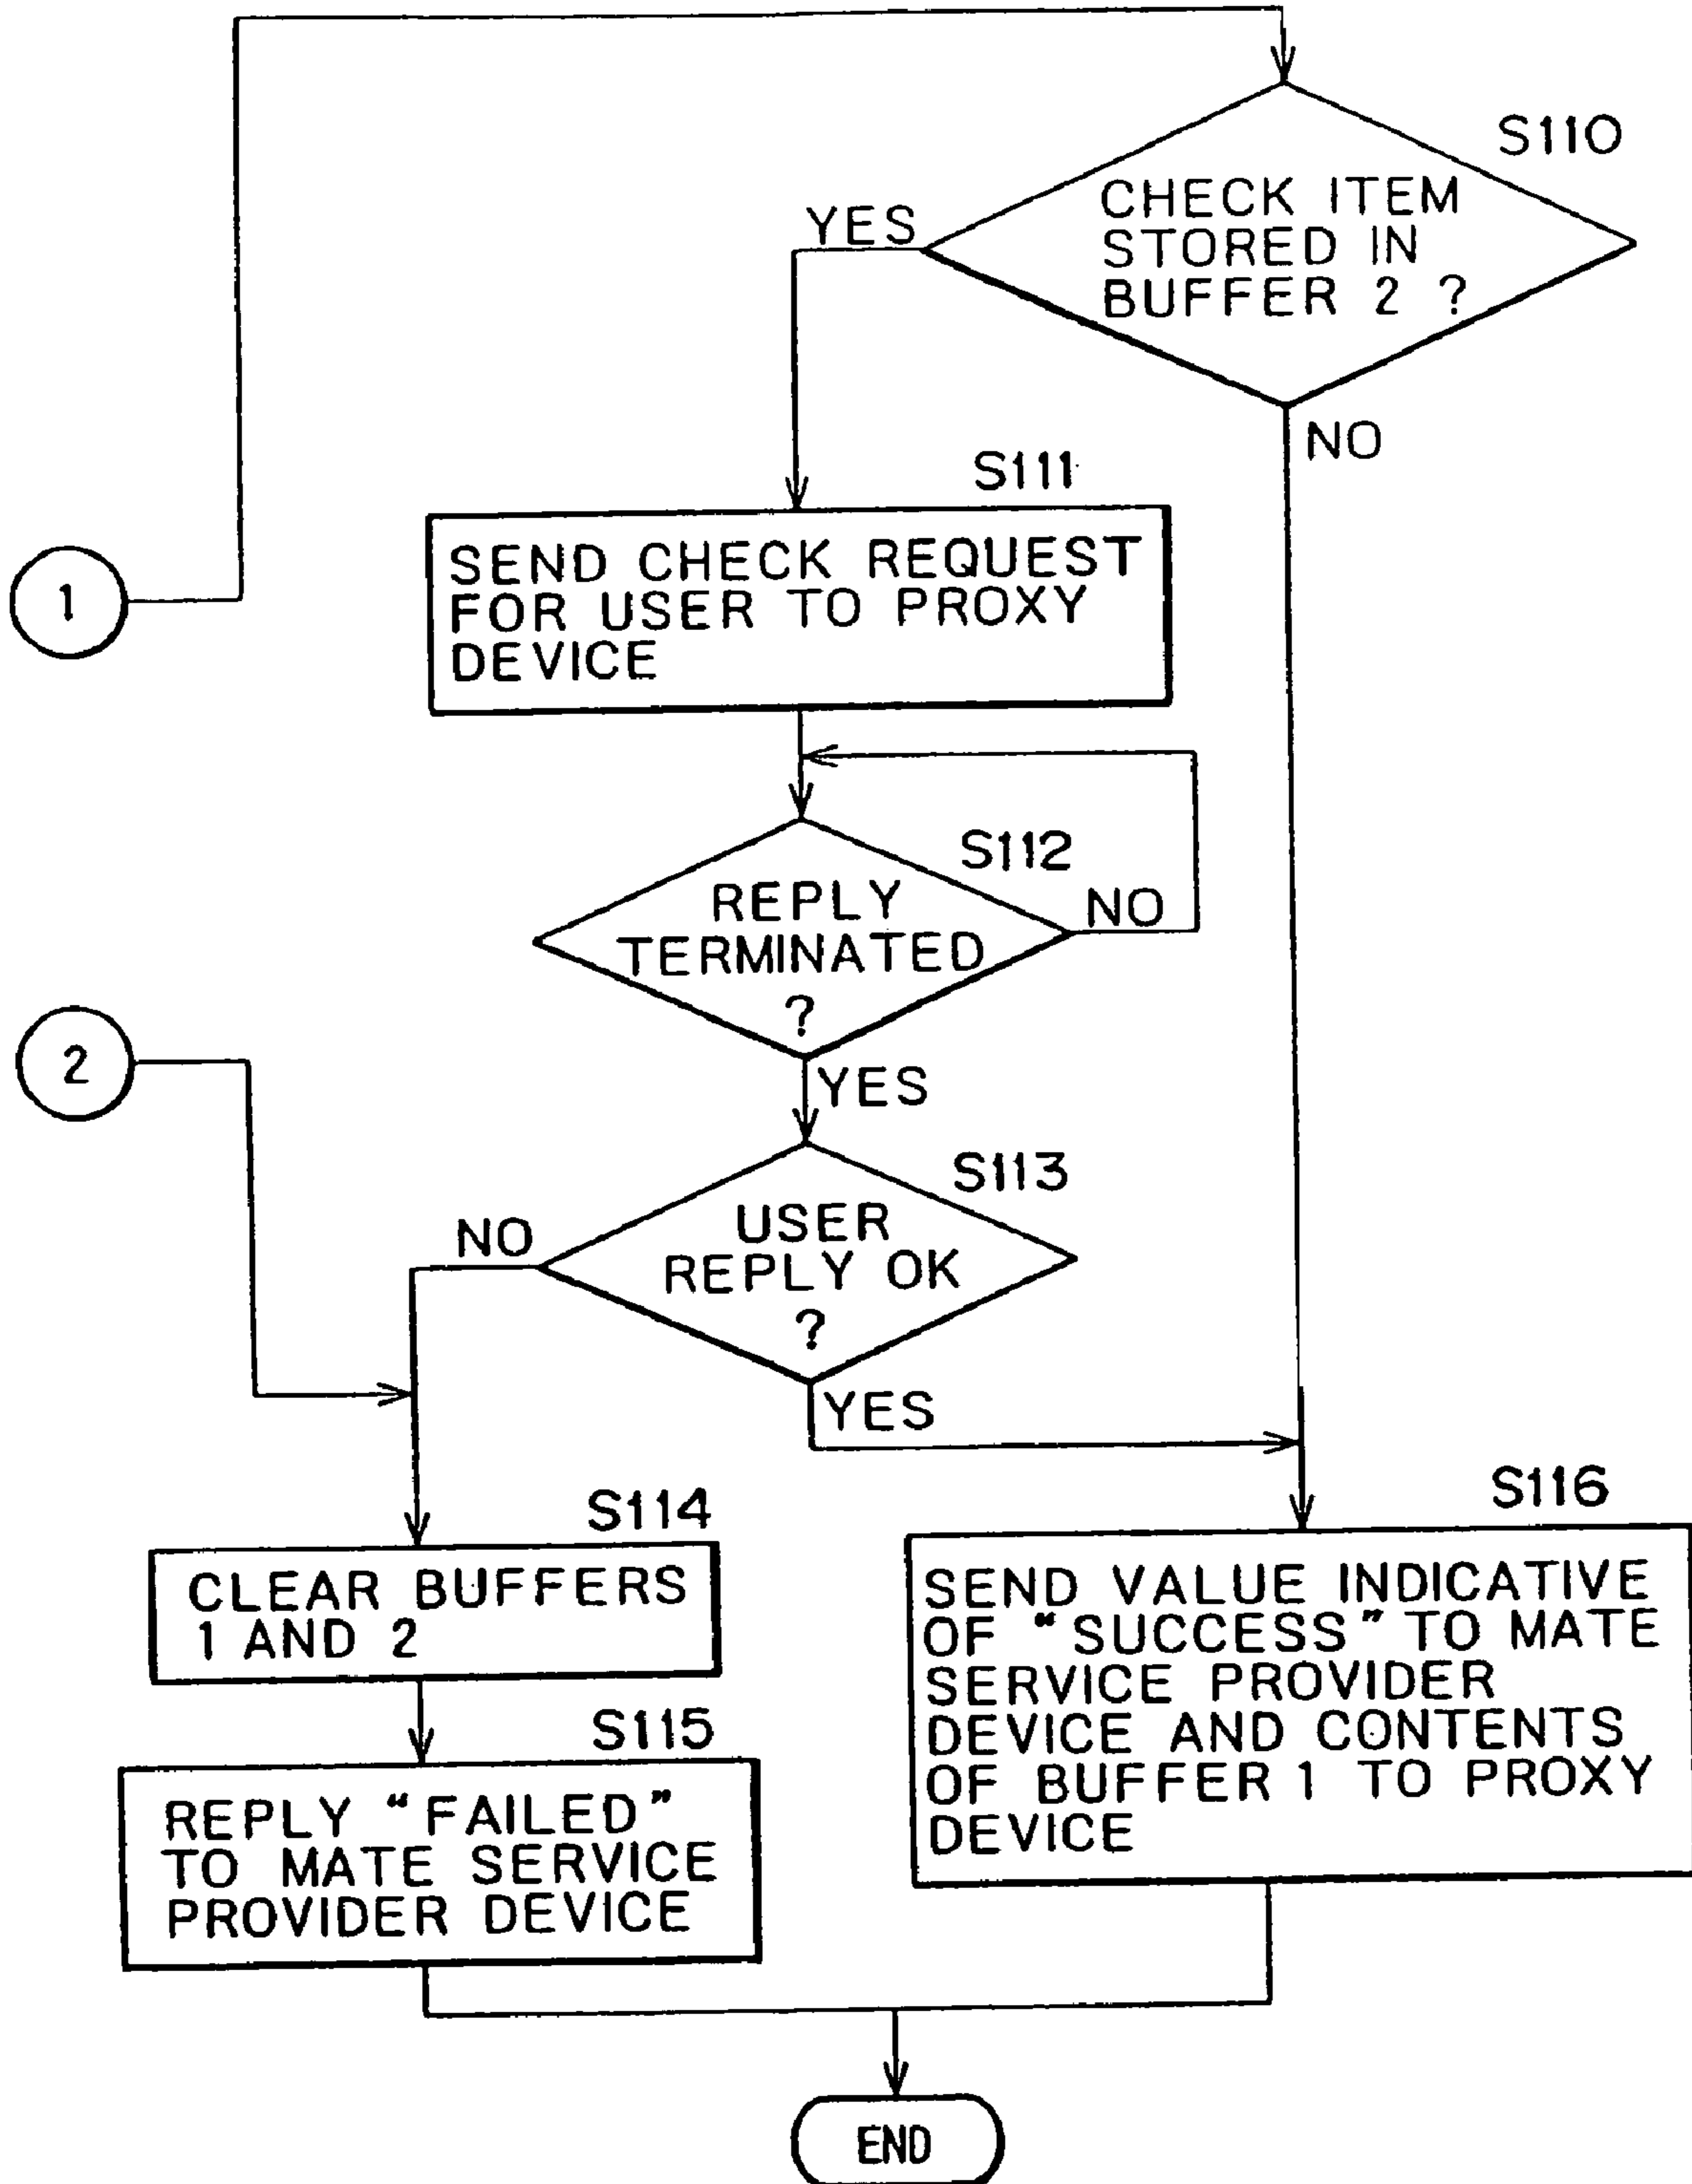 S110
CHECK ITEM
STORED IN
BUFFER 2 ?
YES
NO
S111
SEND CHECK REQUEST
FOR USER TO PROXY
DEVICE
1
S112
REPLY
TERMINATED
?
NO
YES
2
S113
USER
REPLY OK
?
NO
YES
S114
CLEAR BUFFERS
1 AND 2
S115
REPLY “FAILED”
TO MATE SERVICE
PROVIDER DEVICE
S116
SEND VALUE INDICATIVE
OF “SUCCESS” TO MATE
SERVICE PROVIDER
DEVICE AND CONTENTS
OF BUFFER 1 TO PROXY
DEVICE
END